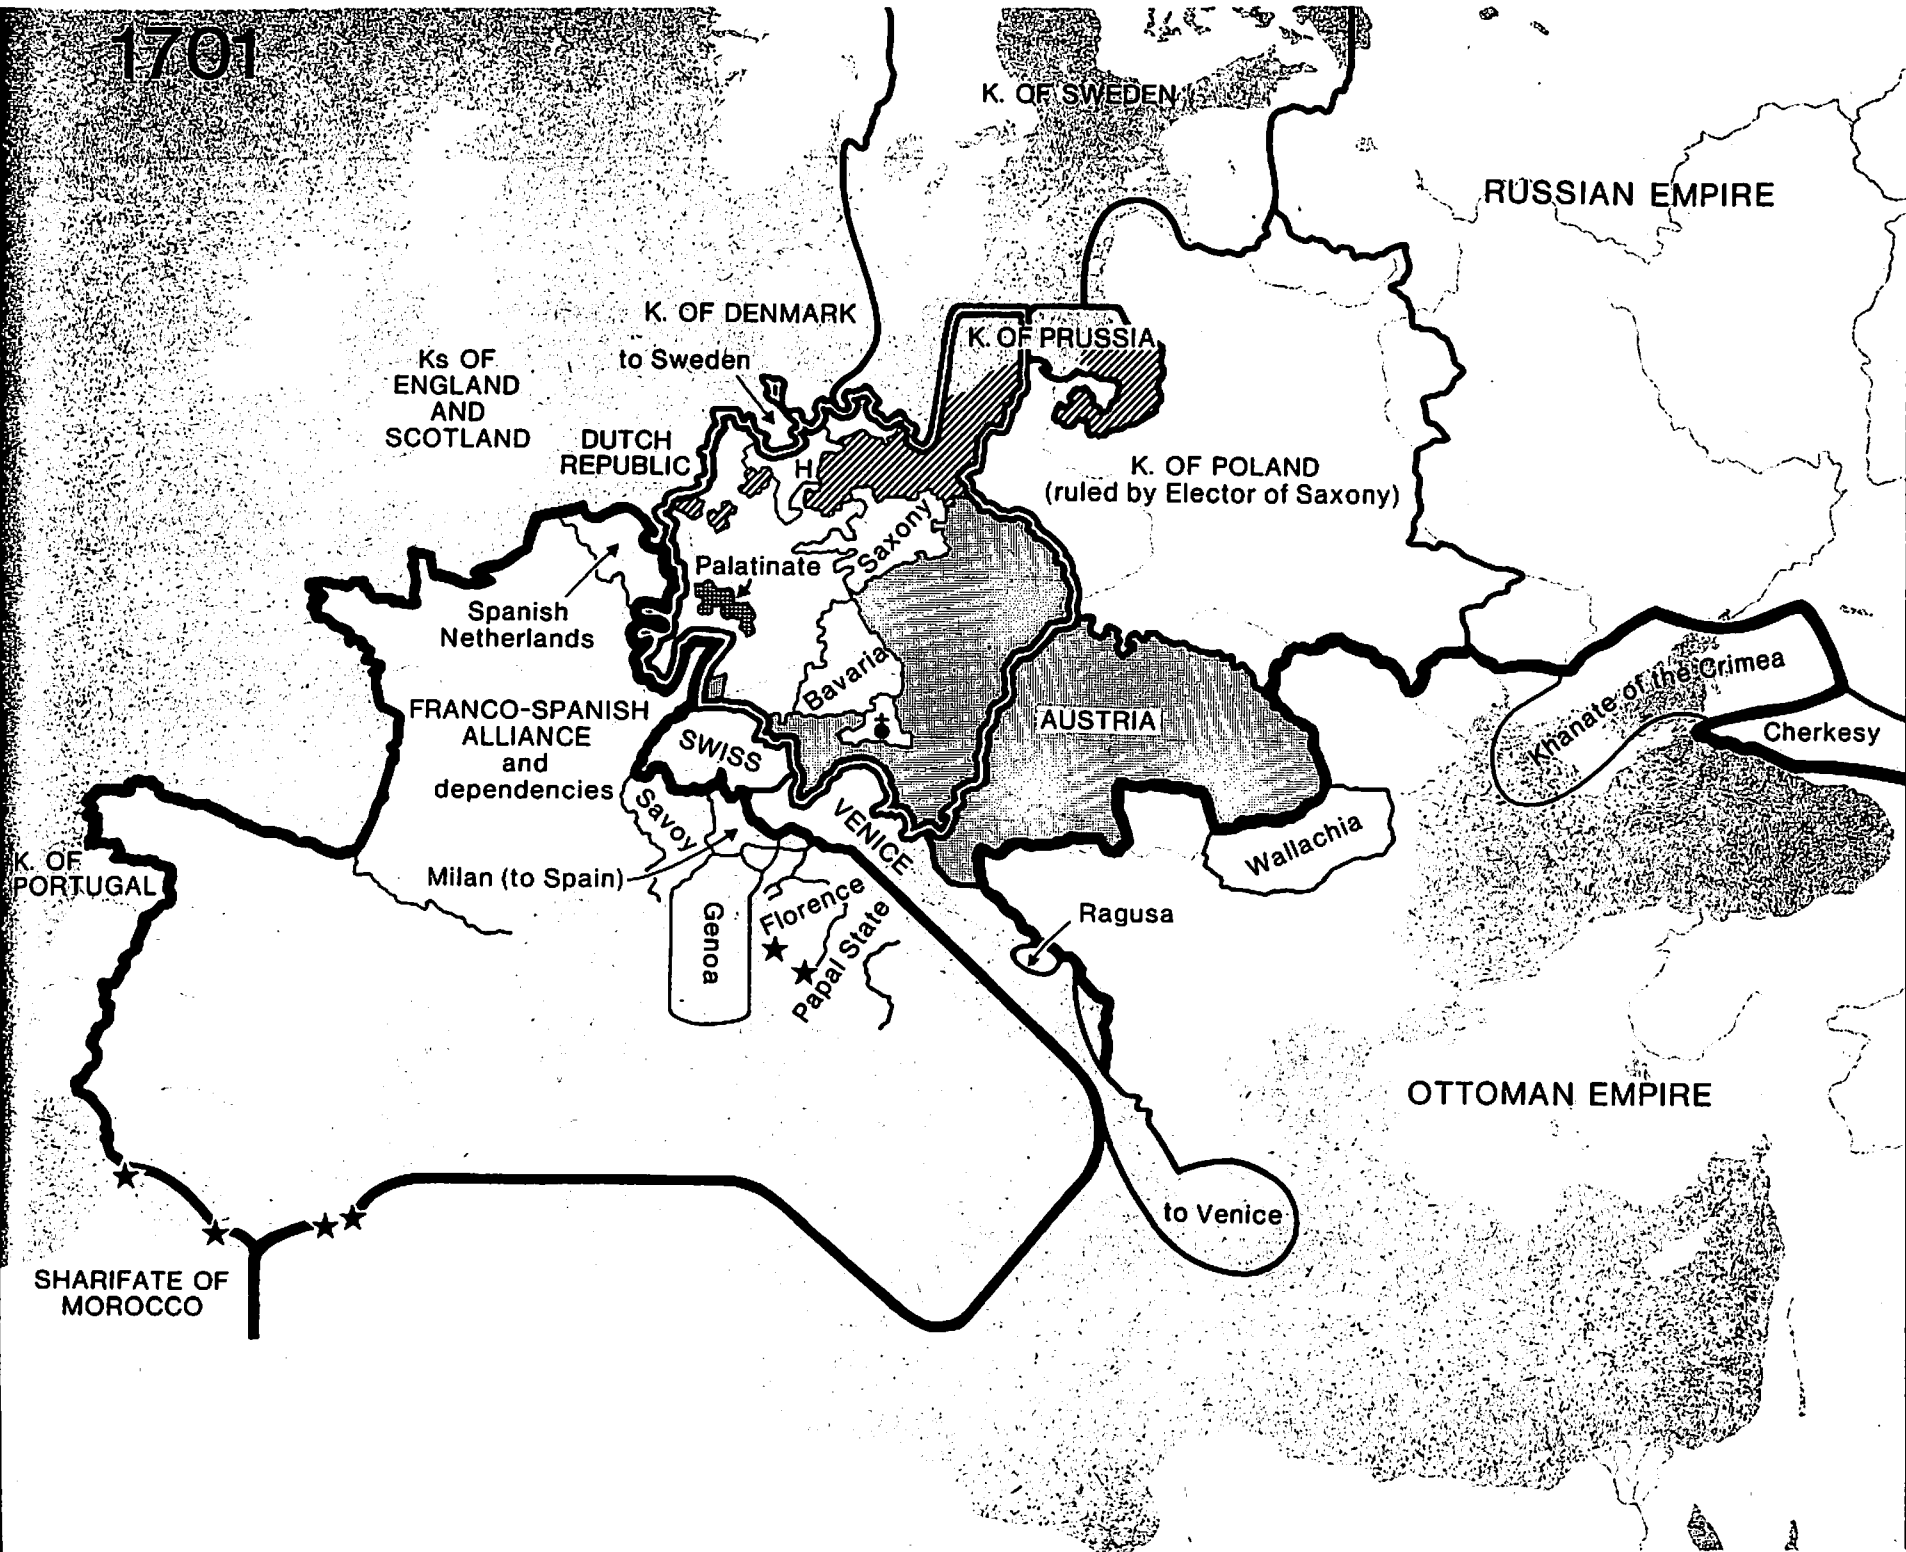 1701
K. OF SWEDEN
RUSSIAN EMPIRE
K. OF DENMARK
to Sweden
K. OF PRUSSIA
Ks OF
ENGLAND
AND
SCOTLAND
DUTCH
REPUBLIC
H
K. OF POLAND
(ruled by Elector of Saxony)
Saxony
Palatinate
Spanish
Netherlands
Bavaria
Khanate of the Crimea
FRANCO-SPANISH
ALLIANCE
and
dependencies
SWISS
AUSTRIA
Cherkesy
Savoy
VENICE
Wallachia
K. OF
PORTUGAL
Milan (to Spain)
Genoa
Florence
Papal State
Ragusa
OTTOMAN EMPIRE
to Venice
SHARIFATE OF
MOROCCO